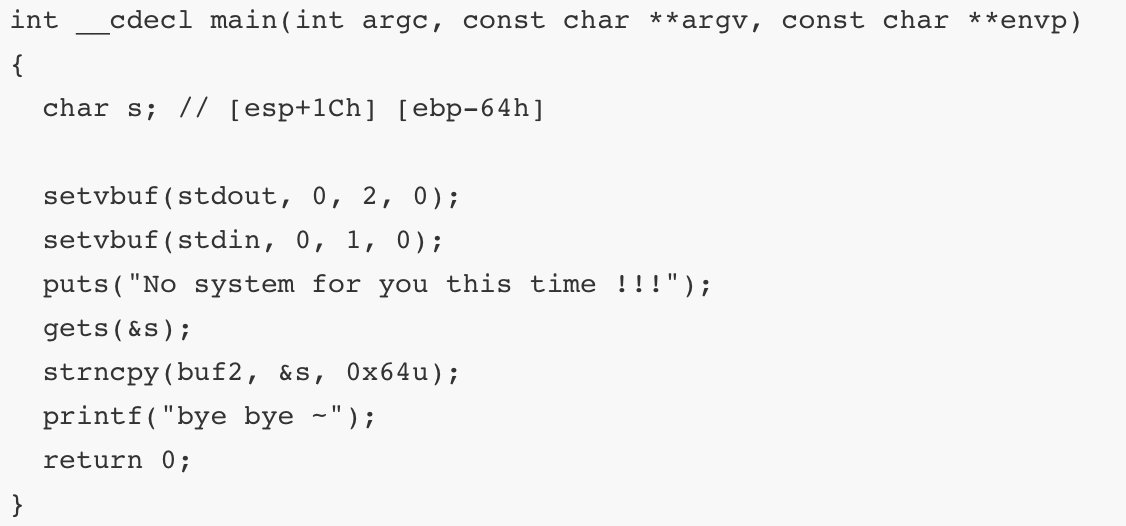 int __cdecl main(int argc, const char **argv, const char **envp)
{
  char s; // [esp+1Ch] [ebp-64h]

  setvbuf(stdout, 0, 2, 0);
  setvbuf(stdin, 0, 1, 0);
  puts("No system for you this time !!!");
  gets(&s);
  strncpy(buf2, &s, 0x64u);
  printf("bye bye ~");
  return 0;
}